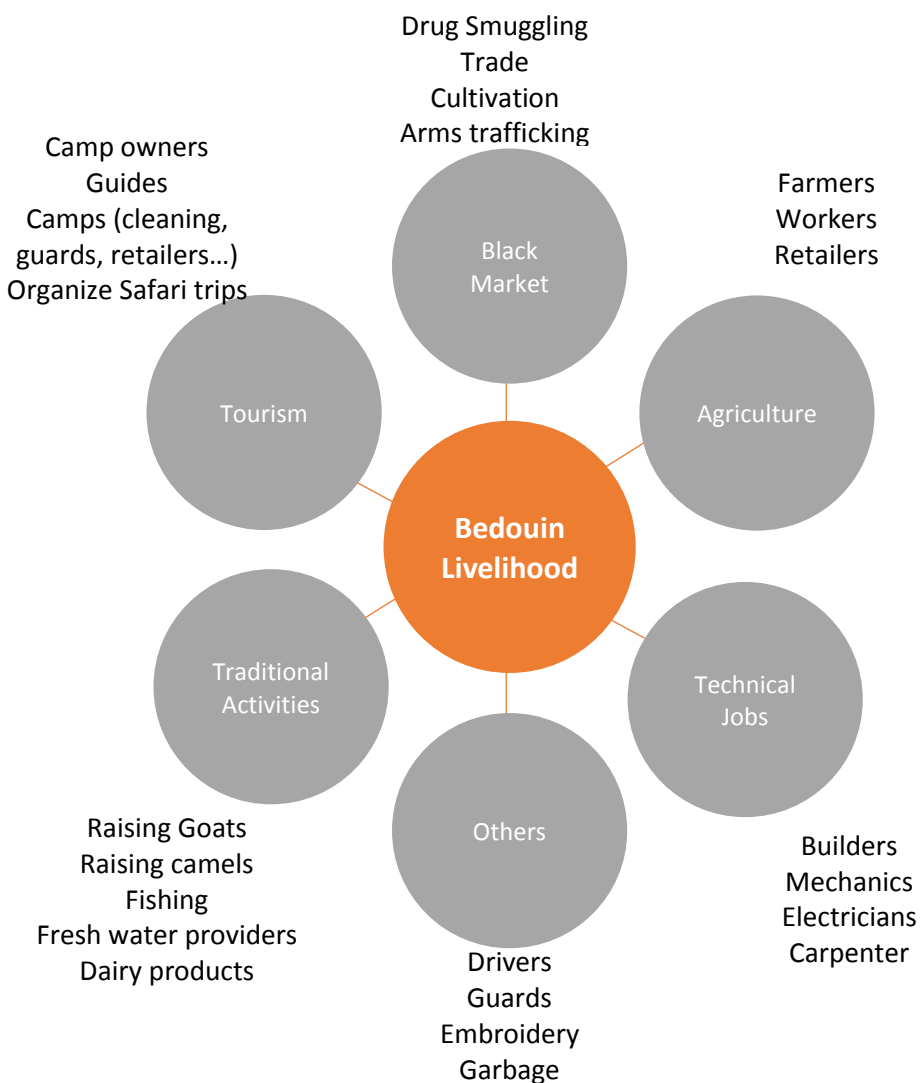 Drug Smuggling
Trade
Cultivation
Arms trafficking
Camp owners
Guides
Camps (cleaning,
guards, retailers…)
Organize Safari trips
Farmers
Workers
Retailers
Black
Market
Tourism
Agriculture
Bedouin
Livelihood
Traditional
Activities
Technical
Jobs
Others
Raising Goats
Raising camels
Fishing
Fresh water providers
Dairy products
Builders
Mechanics
Electricians
Carpenter
Drivers
Guards
Embroidery
Garbage